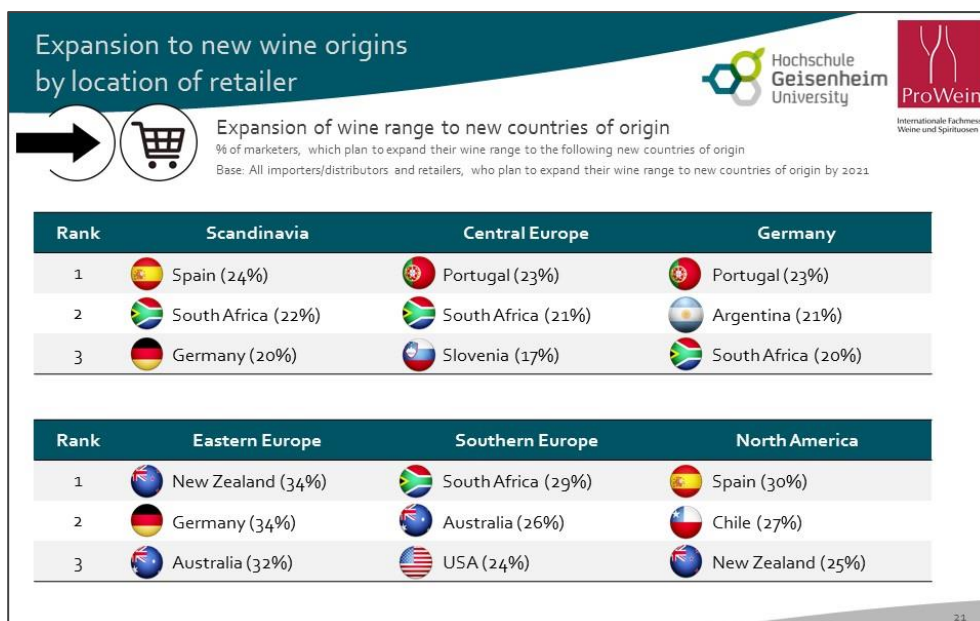 Expansion to new wine origins
by location of retailer
Hochschule
Geisenheim
University
ProWein
Internationale Fachmess
Weine und Spirituosen
Expansion of wine range to new countries of origin
% of marketers, which plan to expand their wine range to the following new countries of origin
Base: All importers/distributors and retailers, who plan to expand their wine range to new countries of origin by 2021
Rank Scandinavia Central Europe Germany
1 Spain (24%) Portugal (23%) Portugal (23%)
2 South Africa (22%) South Africa (21%) Argentina (21%)
3 Germany (20%) Slovenia (17%) South Africa (20%)
Rank Eastern Europe Southern Europe North America
1 New Zealand (34%) South Africa (29%) Spain (30%)
2 Germany (34%) Australia (26%) Chile (27%)
3 Australia (32%) USA (24%) New Zealand (25%)
21